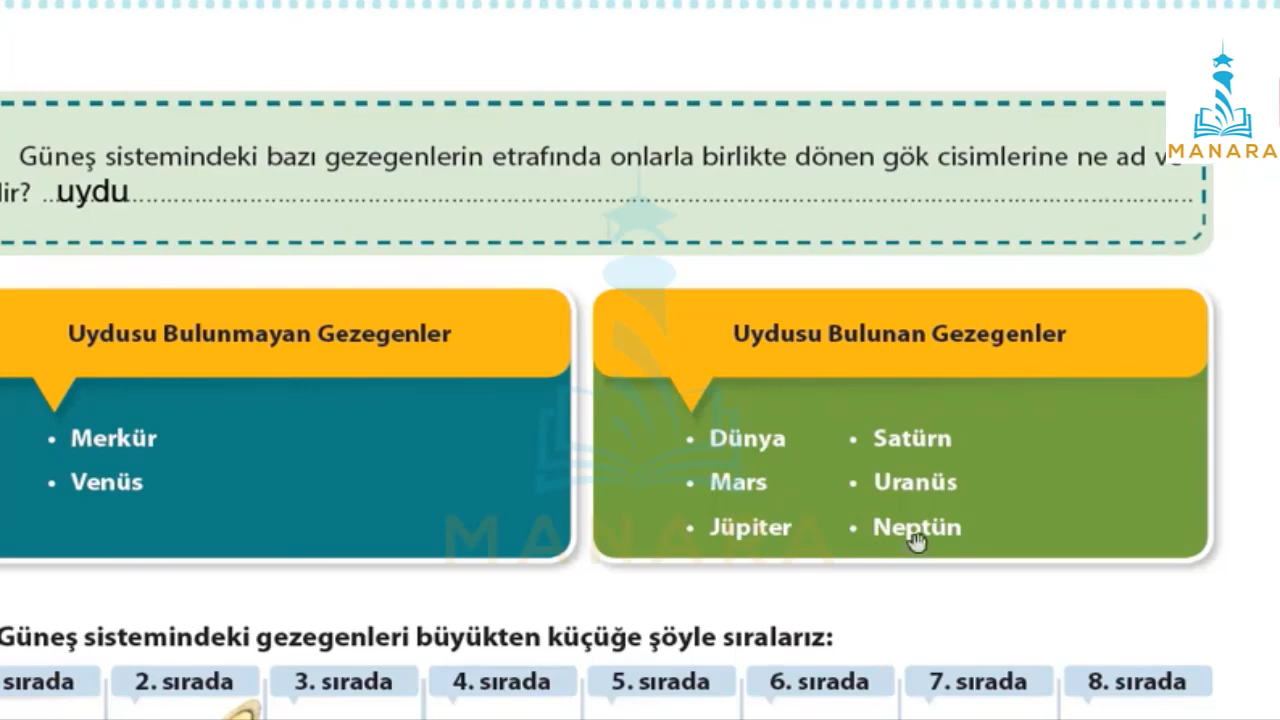 MANARA
Güneş sistemindeki bazı gezegenlerin etrafında onlarla birlikte dönen gök cisimlerine ne ad
dir? uydu
Uydusu Bulunmayan Gezegenler
• Merkür
• Venüs
Uydusu Bulunan Gezegenler
• Dünya
• Mars
• Jüpiter
• Satürn
• Uranüs
• Neptün
MANARA
Güneş sistemindeki gezegenleri büyükten küçüğe şöyle sıralarız:
sırada 2. sırada 3. sırada 4. sırada 5. sırada 6. sırada 7. sırada 8. sırada